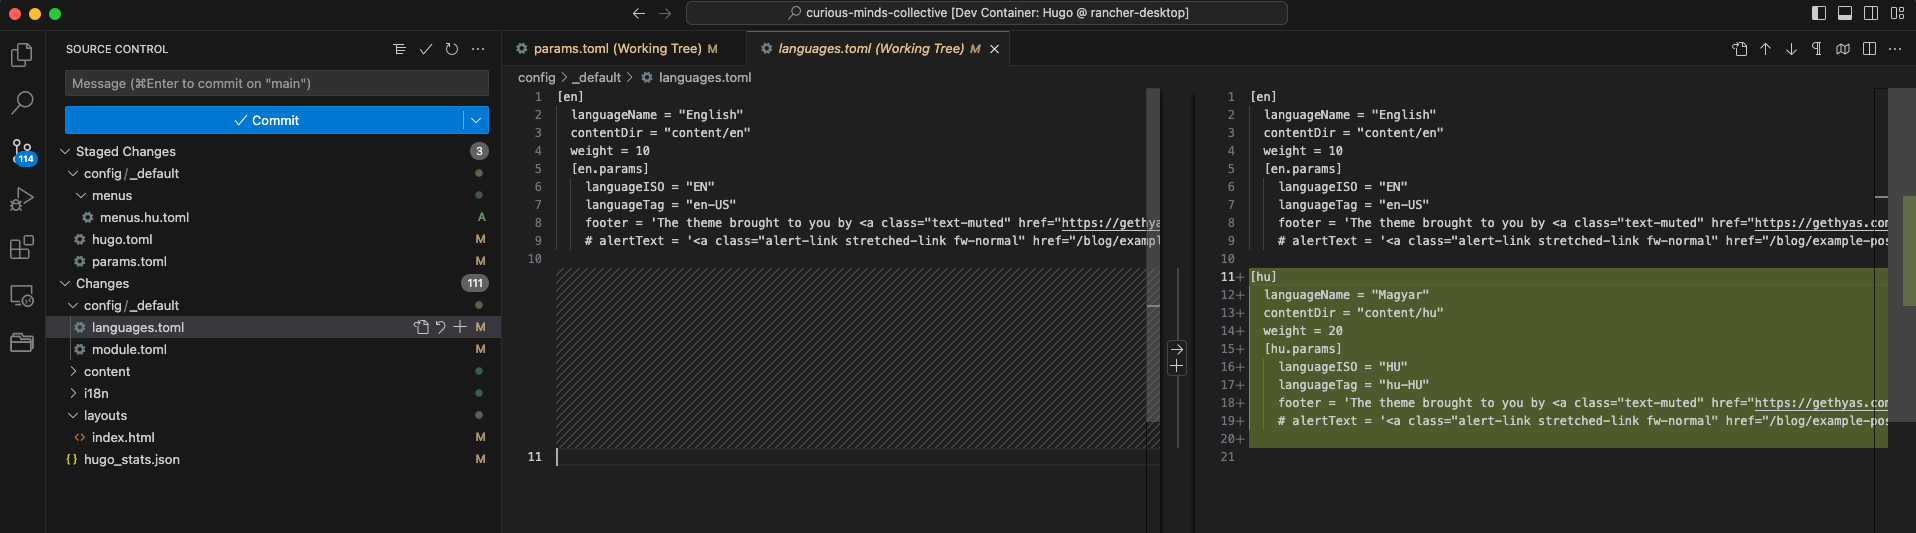 curious-minds-collective [Dev Container: Hugo @ rancher-desktop]
SOURCE CONTROL
Message (⌘Enter to commit on "main")
Commit
Staged Changes 3
config / _default
menus
menus.hu.toml A
hugo.toml M
params.toml M
Changes 111
config / _default
languages.toml M
module.toml M
content
i18n
layouts
index.html M
hugo_stats.json M
114
params.toml (Working Tree) M
languages.toml (Working Tree) M
config > _default > languages.toml
1 [en]
2 languageName = "English"
3 contentDir = "content/en"
4 weight = 10
5 [en.params]
6 languageISO = "EN"
7 languageTag = "en-US"
8 footer = 'The theme brought to you by <a class="text-muted" href="https://gethya
9 # alertText = '<a class="alert-link stretched-link fw-normal" href="/blog/examp
10
11
1 [en]
2 languageName = "English"
3 contentDir = "content/en"
4 weight = 10
5 [en.params]
6 languageISO = "EN"
7 languageTag = "en-US"
8 footer = 'The theme brought to you by <a class="text-muted" href="https://gethyas.co
9 # alertText = '<a class="alert-link stretched-link fw-normal" href="/blog/example-po
10
11+ [hu]
12+ languageName = "Magyar"
13+ contentDir = "content/hu"
14+ weight = 20
15+ [hu.params]
16+ languageISO = "HU"
17+ languageTag = "hu-HU"
18+ footer = 'The theme brought to you by <a class="text-muted" href="https://gethyas.co
19+ # alertText = '<a class="alert-link stretched-link fw-normal" href="/blog/example-po
20+
21